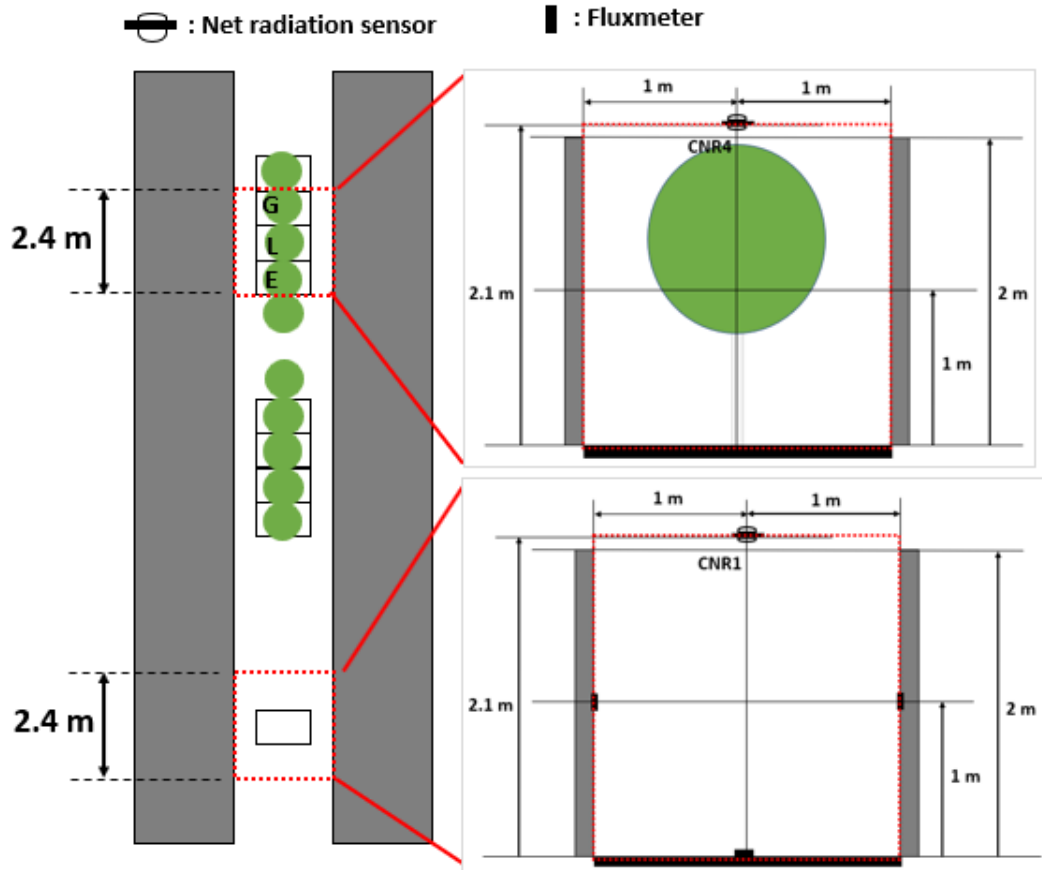 : Net radiation sensor
: Fluxmeter
2.4 m
G
L
E
2.4 m
1 m
1 m
CNR4
2.1 m
2 m
1 m
1 m
1 m
CNR1
2.1 m
2 m
1 m